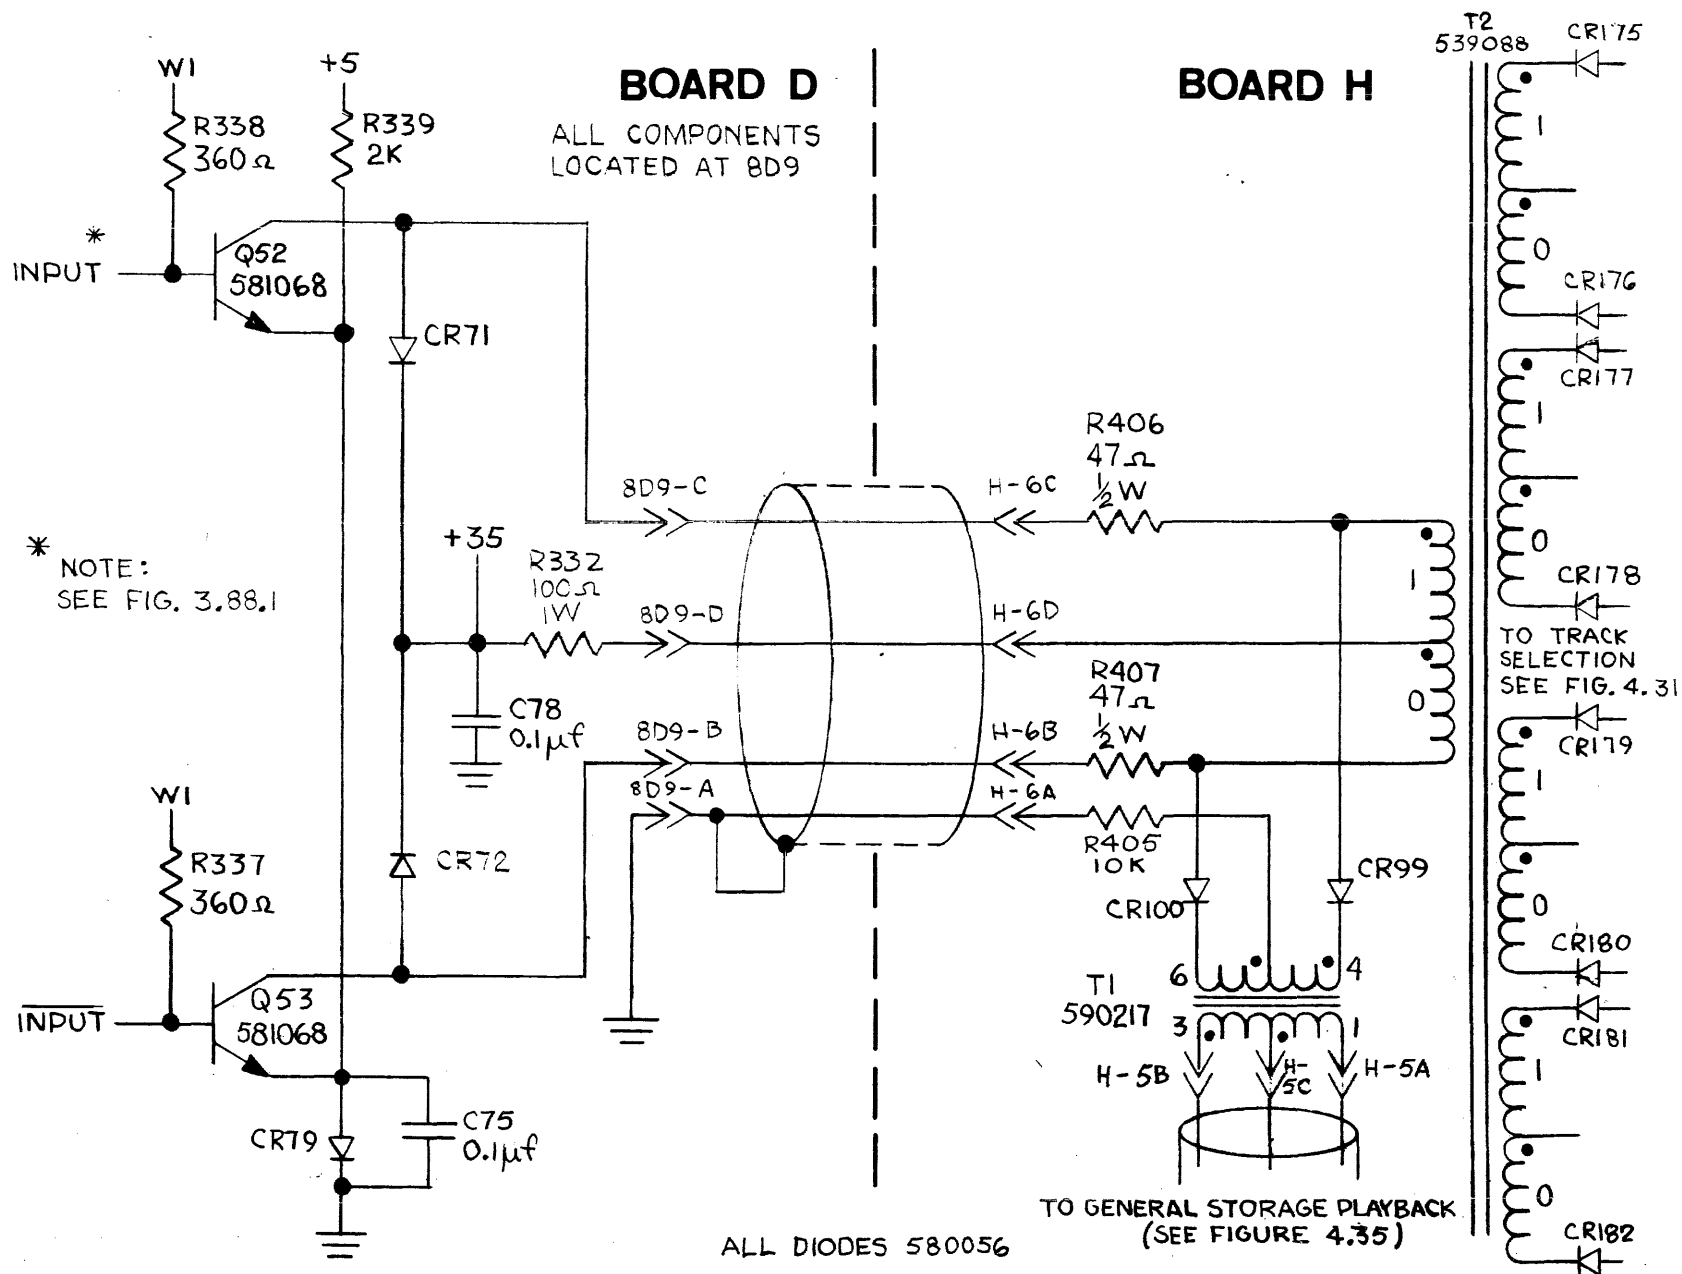 T2
539088
CR175
W1
+5
BOARD D
BOARD H
R338
360Ω
R339
2K
ALL COMPONENTS
LOCATED AT 8D9
1
*
INPUT
Q52
581068
0
CR176
CR71
CR177
1
R406
47Ω
½ W
8D9-C
H-6C
0
*
NOTE:
SEE FIG. 3.88.1
+35
R332
100Ω
1W
8D9-D
H-6D
1
CR178
TO TRACK
SELECTION
SEE FIG. 4.31
R407
47Ω
½ W
0
C78
0.1µf
8D9-B
H-6B
CR179
8D9-A
H-6A
1
W1
R337
360Ω
CR72
R405
10K
CR99
CR100
0
CR180
6
4
T1
590217
3
1
INPUT
Q53
581068
CR181
H-5B
H-
5C
H-5A
1
CR79
C75
0.1µf
0
TO GENERAL STORAGE PLAYBACK
(SEE FIGURE 4.35)
CR182
ALL DIODES 580056